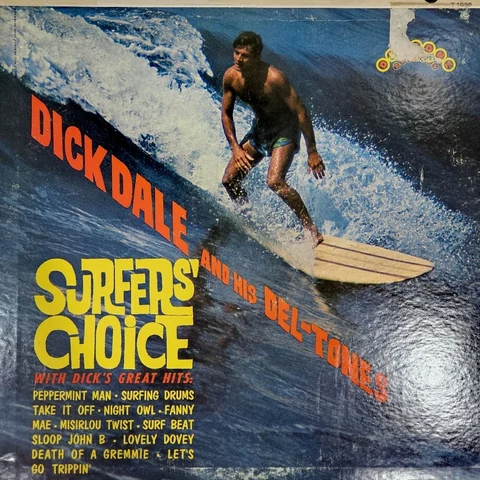 DICK DALE
AND HIS DEL-TONES
SURFERS'
CHOICE
WITH DICK'S GREAT HITS:
PEPPERMINT MAN • SURFING DRUMS
TAKE IT OFF • NIGHT OWL • FANNY
MAE • MISIRLOU TWIST • SURF BEAT
SLOOP JOHN B • LOVELY DOVEY
DEATH OF A GREMMIE • LET'S
GO TRIPPIN'